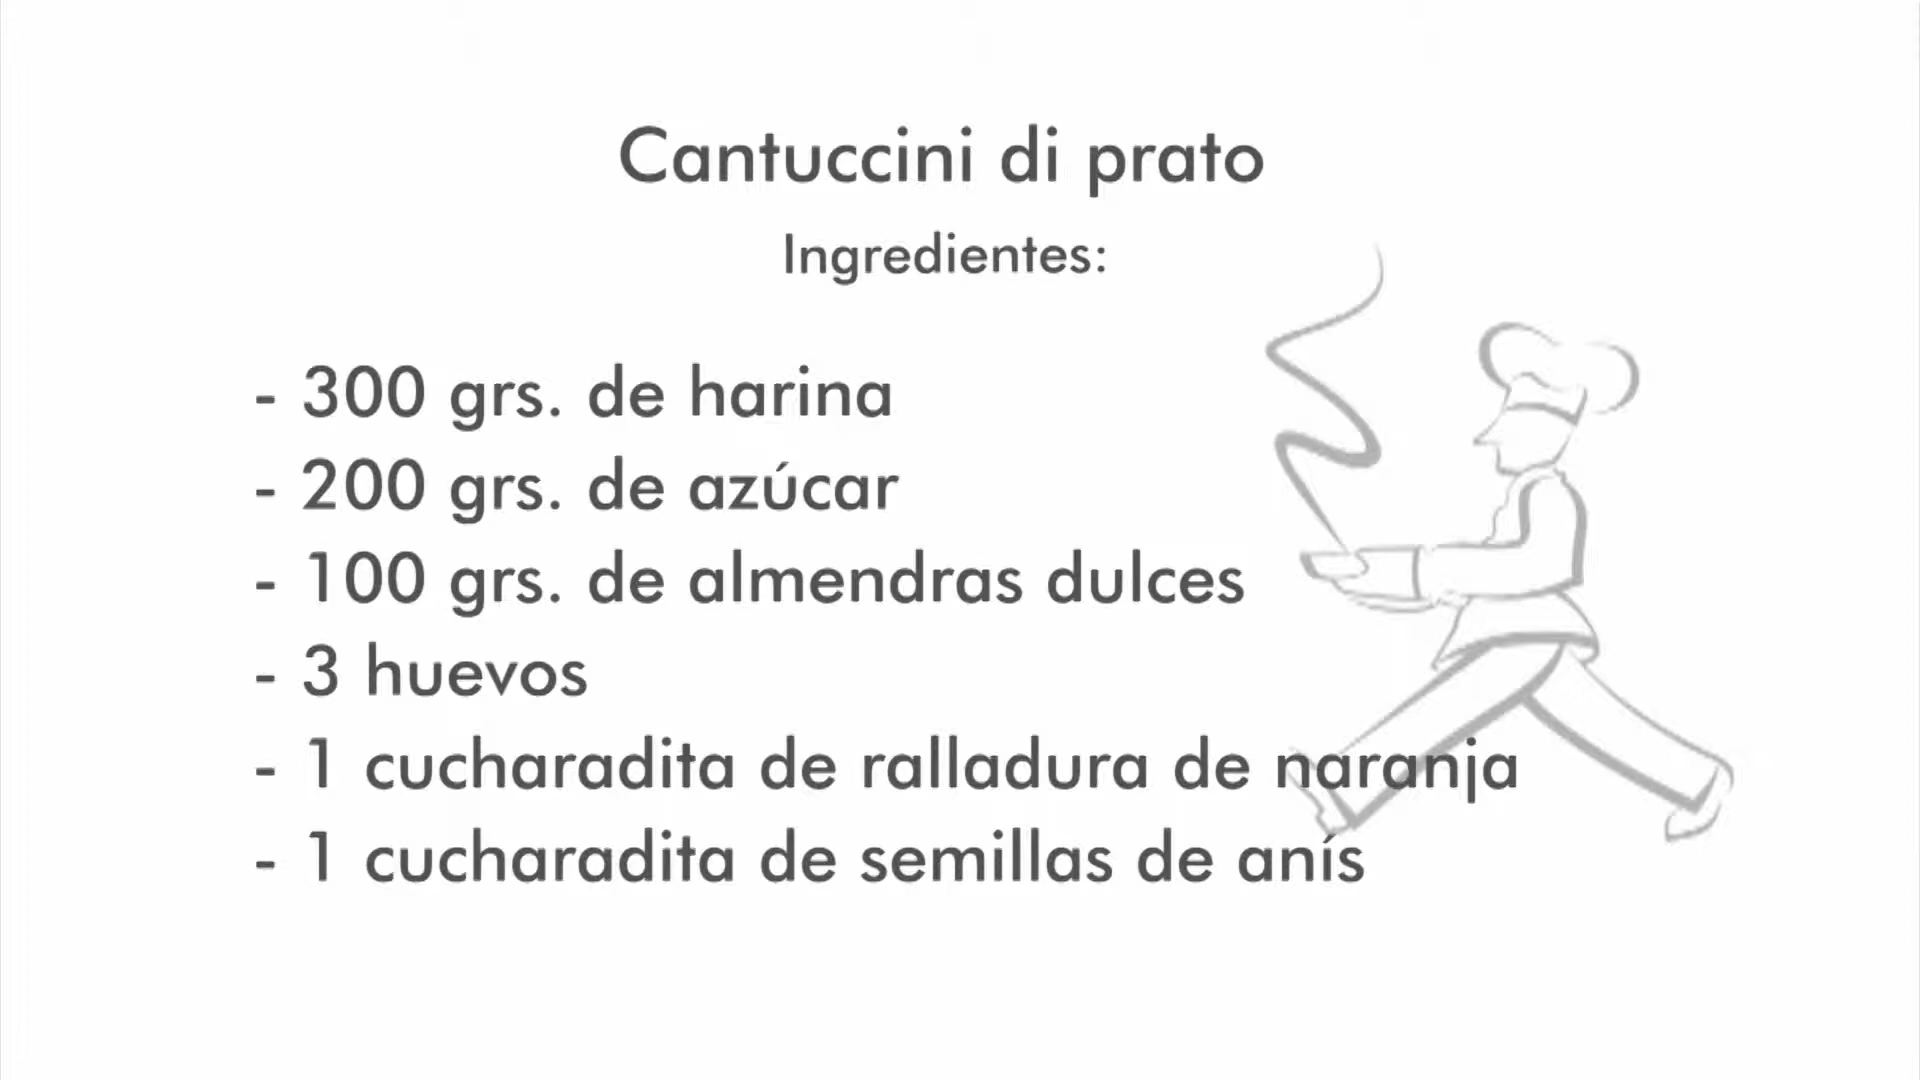 Cantuccini di prato
Ingredientes:
- 300 grs. de harina
- 200 grs. de azúcar
- 100 grs. de almendras dulces
- 3 huevos
- 1 cucharadita de ralladura de naranja
- 1 cucharadita de semillas de anís